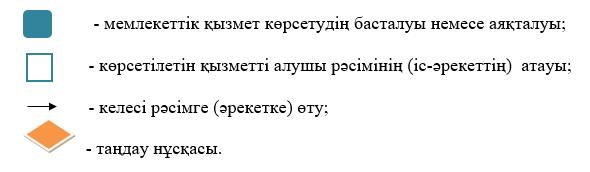 - мемлекеттік қызмет көрсетудің басталуы немесе аяқталуы;
- көрсетілетін қызметті алушы рәсімінің (іс-әрекеттің) атауы;
- келесі рәсімге (әрекетке) өту;
- таңдау нұсқасы.